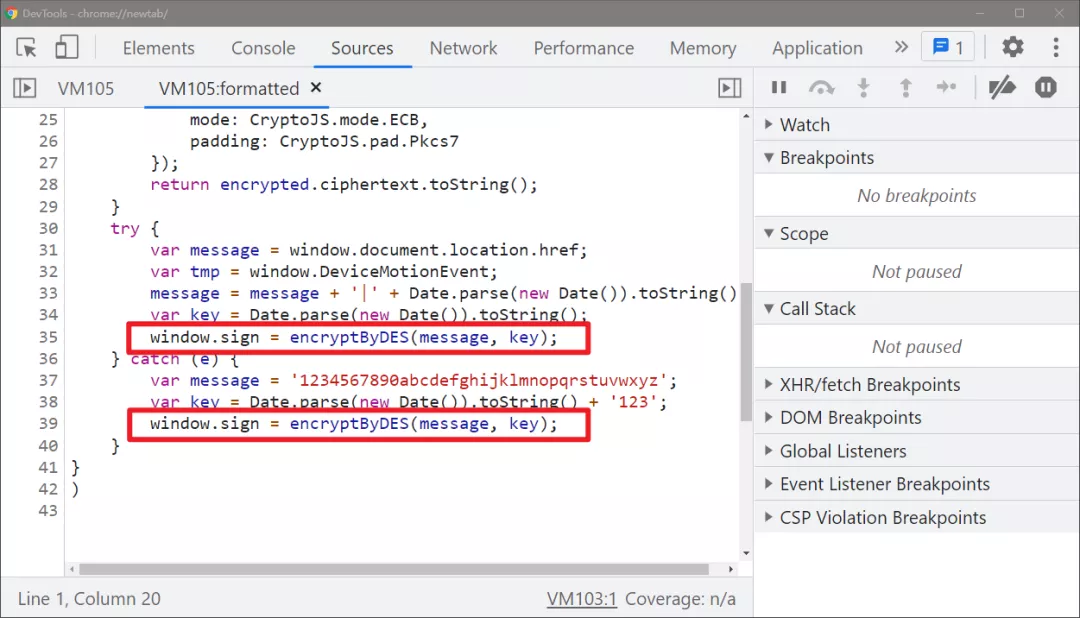 DevTools - chrome://newtab/
Elements Console Sources Network Performance Memory Application » 1
VM105 VM105:formatted ×
25 mode: CryptoJS.mode.ECB,
26 padding: CryptoJS.pad.Pkcs7
27 });
28 return encrypted.ciphertext.toString();
29 }
30 try {
31 var message = window.document.location.href;
32 var tmp = window.DeviceMotionEvent;
33 message = message + '|' + Date.parse(new Date()).toString()
34 var key = Date.parse(new Date()).toString();
35 window.sign = encryptByDES(message, key);
36 } catch (e) {
37 var message = '1234567890abcdefghijklmnopqrstuvwxyz';
38 var key = Date.parse(new Date()).toString() + '123';
39 window.sign = encryptByDES(message, key);
40 }
41 }
42 )
43
Line 1, Column 20 VM103:1 Coverage: n/a
Watch
Breakpoints
No breakpoints
Scope
Not paused
Call Stack
Not paused
XHR/fetch Breakpoints
DOM Breakpoints
Global Listeners
Event Listener Breakpoints
CSP Violation Breakpoints